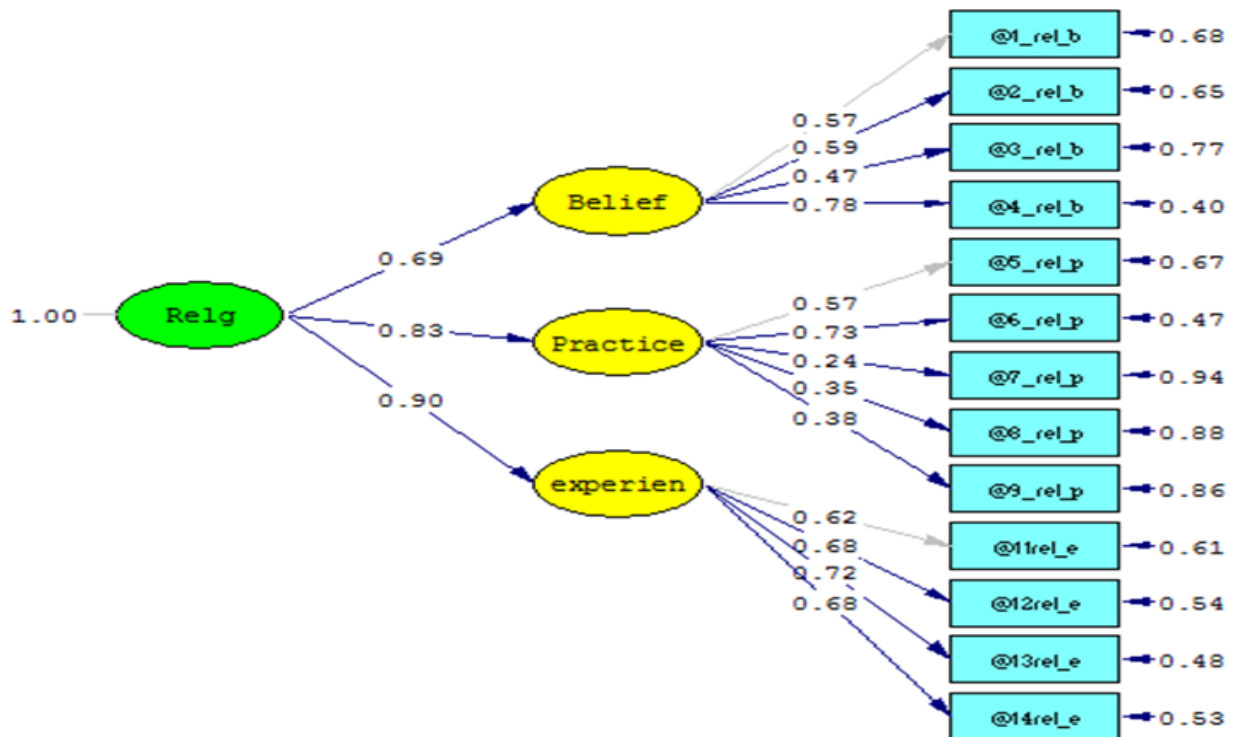 @1_rel_b
0.68
@2_rel_b
0.65
0.57
0.59
@3_rel_b
0.77
0.47
Belief
0.78
@4_rel_b
0.40
0.69
@5_rel_p
0.67
1.00
Relg
0.57
0.83
Practice
0.73
@6_rel_p
0.47
0.24
@7_rel_p
0.94
0.35
0.90
0.38
@8_rel_p
0.88
experien
@9_rel_p
0.86
0.62
0.68
@11rel_e
0.61
0.72
0.68
@12rel_e
0.54
@13rel_e
0.48
@14rel_e
0.53